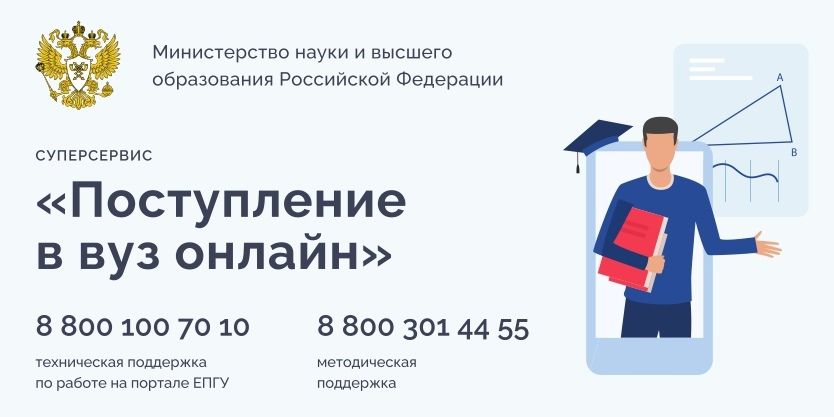 Министерство науки и высшего
образования Российской Федерации
СУПЕРСЕРВИС
«Поступление
в вуз онлайн»
8 800 100 70 10
техническая поддержка
по работе на портале ЕПГУ
8 800 301 44 55
методическая
поддержка
A
B